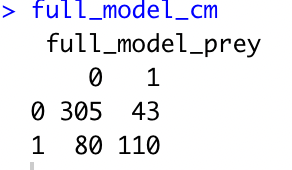 > full_model_cm
full_model_prey
0 1
0 305 43
1 80 110